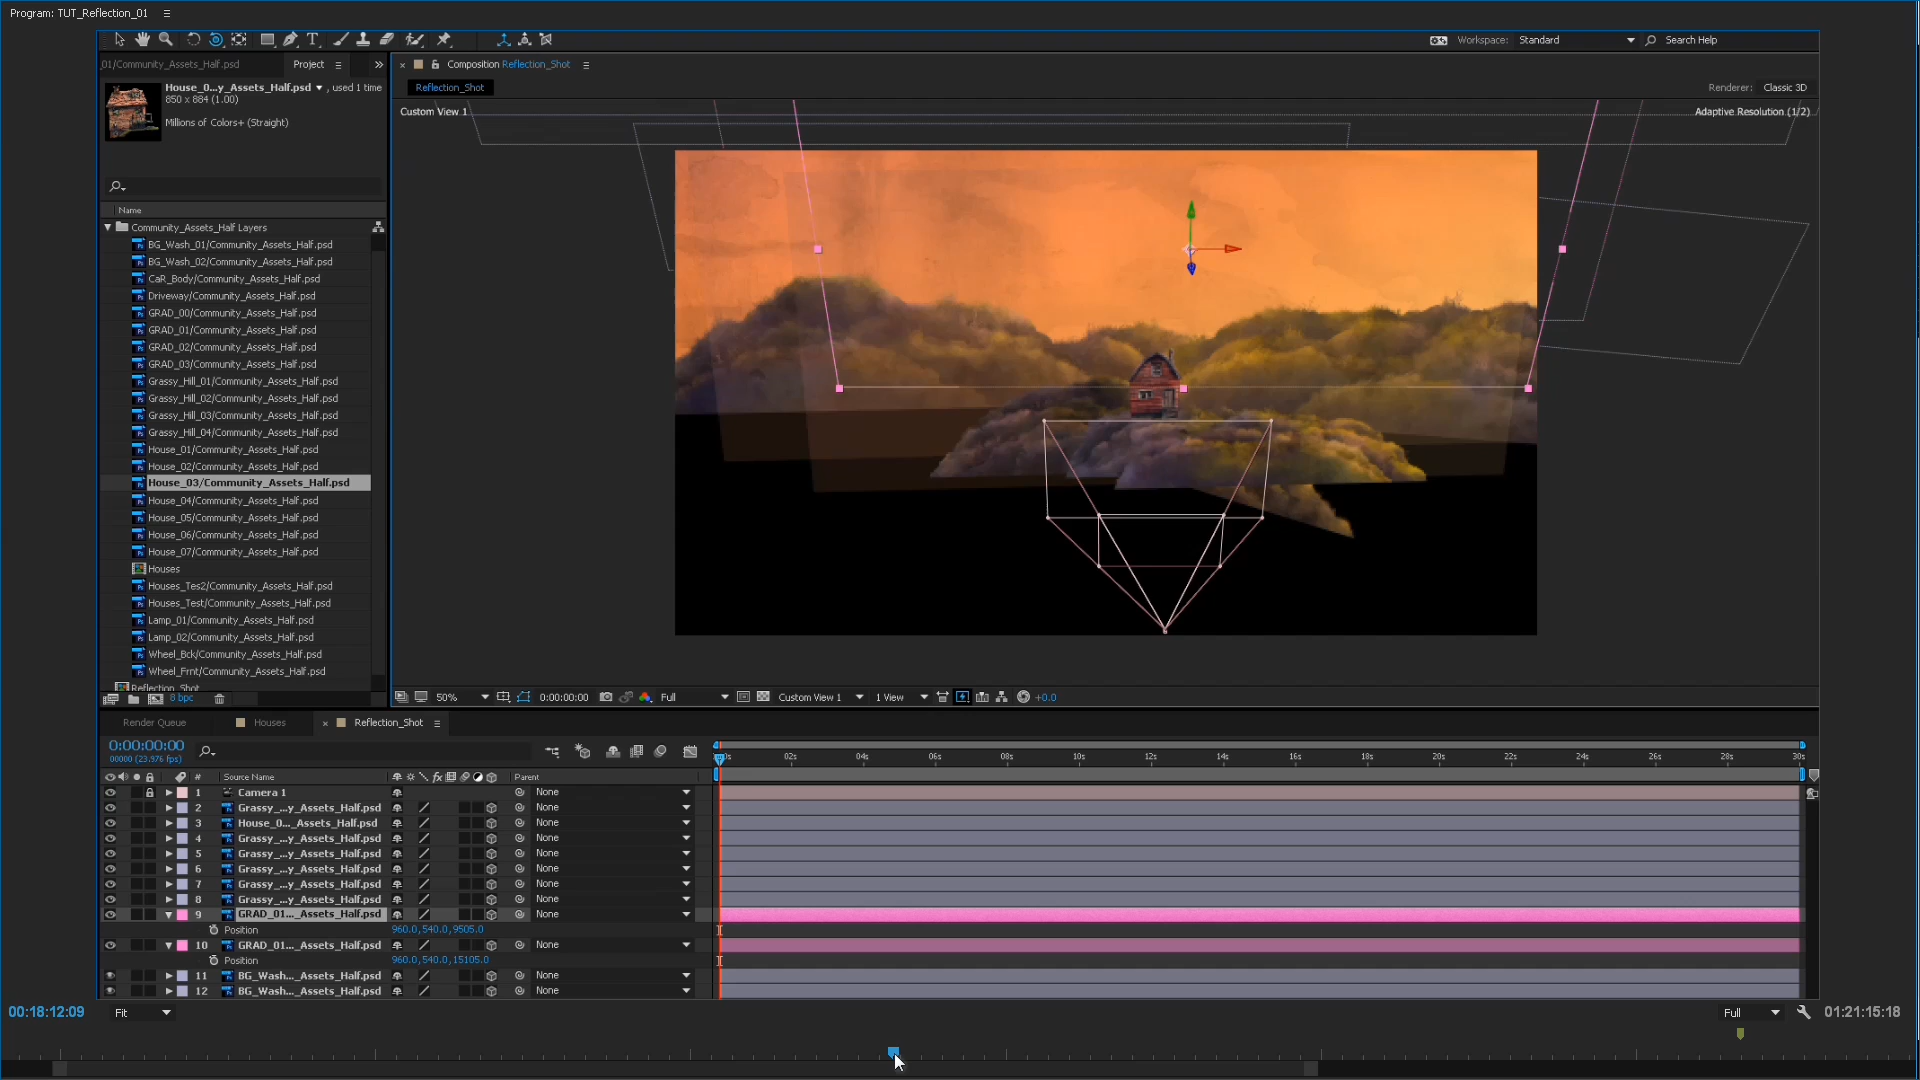 Program: TUT_Reflection_01
Workspace: Standard
Search Help
_01/Community_Assets_Half.psd
Project
Composition Reflection_Shot
House_0...y_Assets_Half.psd ▼ , used 1 time
850 x 884 (1.00)
Millions of Colors+ (Straight)
Reflection_Shot
Renderer: Classic 3D
Custom View 1
Adaptive Resolution (1/2)
Name
Community_Assets_Half Layers
BG_Wash_01/Community_Assets_Half.psd
BG_Wash_02/Community_Assets_Half.psd
CaR_Body/Community_Assets_Half.psd
Driveway/Community_Assets_Half.psd
GRAD_00/Community_Assets_Half.psd
GRAD_01/Community_Assets_Half.psd
GRAD_02/Community_Assets_Half.psd
GRAD_03/Community_Assets_Half.psd
Grassy_Hill_01/Community_Assets_Half.psd
Grassy_Hill_02/Community_Assets_Half.psd
Grassy_Hill_03/Community_Assets_Half.psd
Grassy_Hill_04/Community_Assets_Half.psd
House_01/Community_Assets_Half.psd
House_02/Community_Assets_Half.psd
House_03/Community_Assets_Half.psd
House_04/Community_Assets_Half.psd
House_05/Community_Assets_Half.psd
House_06/Community_Assets_Half.psd
House_07/Community_Assets_Half.psd
Houses
Houses_Tes2/Community_Assets_Half.psd
Houses_Test/Community_Assets_Half.psd
Lamp_01/Community_Assets_Half.psd
Lamp_02/Community_Assets_Half.psd
Wheel_Bck/Community_Assets_Half.psd
Wheel_Frnt/Community_Assets_Half.psd
Reflection_Shot
8 bpc
50% 0:00:00:00 Full Custom View 1 1 View +0.0
Render Queue Houses Reflection_Shot
0:00:00:00
00000 (23.976 fps)
02s 04s 06s 08s 10s 12s 14s 16s 18s 20s 22s 24s 26s 28s 30s
# Source Name fx Parent
1 Camera 1 None
2 Grassy_...y_Assets_Half.psd None
3 House_0..._Assets_Half.psd None
4 Grassy_...y_Assets_Half.psd None
5 Grassy_...y_Assets_Half.psd None
6 Grassy_...y_Assets_Half.psd None
7 Grassy_...y_Assets_Half.psd None
8 Grassy_...y_Assets_Half.psd None
9 GRAD_01..._Assets_Half.psd None
Position 960.0,540.0,9505.0
10 GRAD_01..._Assets_Half.psd None
Position 960.0,540.0,15105.0
11 BG_Wash..._Assets_Half.psd None
12 BG_Wash..._Assets_Half.psd None
00:18:12:09 Fit Full 01:21:15:18